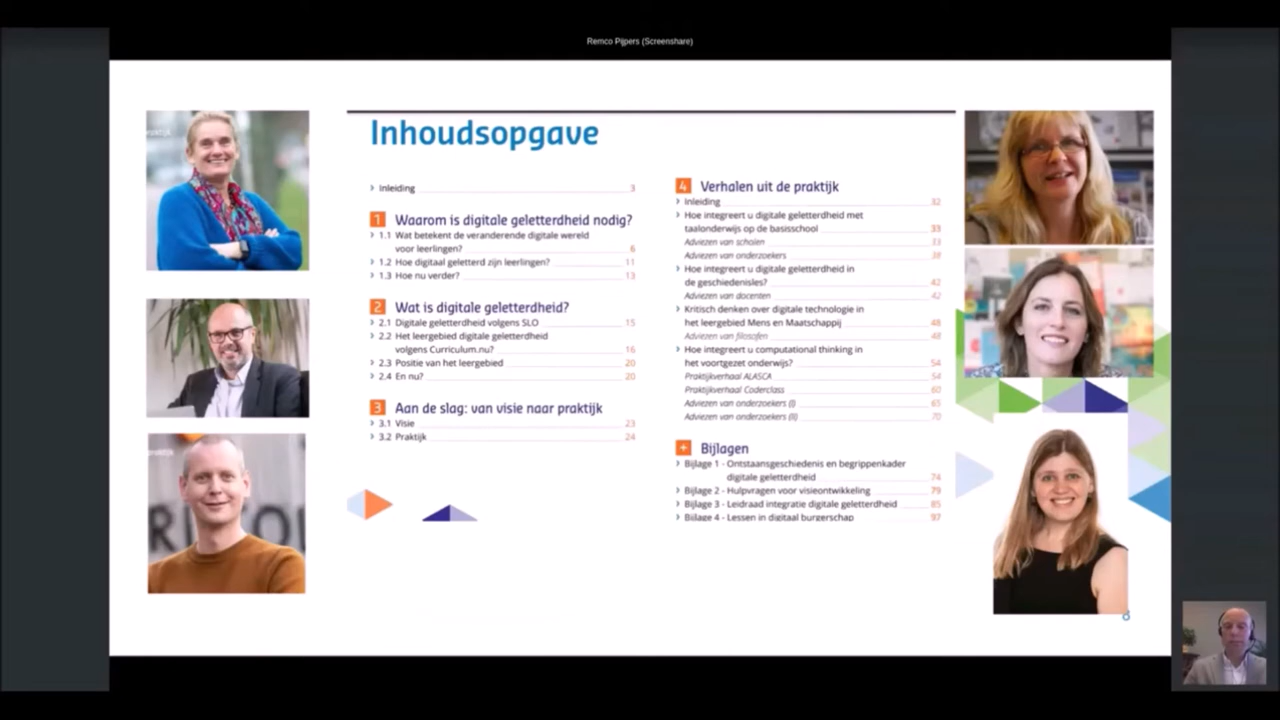 Remco Pijpers (Screenshare)
Inhoudsopgave
› Inleiding 3
1 Waarom is digitale geletterdheid nodig?
› 1.1 Wat betekent de veranderende digitale wereld
voor leerlingen? 6
› 1.2 Hoe digitaal geletterd zijn leerlingen? 11
› 1.3 Hoe nu verder? 13
2 Wat is digitale geletterdheid?
› 2.1 Digitale geletterdheid volgens SLO 15
› 2.2 Het leergebied digitale geletterdheid
volgens Curriculum.nu? 16
› 2.3 Positie van het leergebied 20
› 2.4 En nu? 20
3 Aan de slag: van visie naar praktijk
› 3.1 Visie 23
› 3.2 Praktijk 24
4 Verhalen uit de praktijk
› Inleiding 32
› Hoe integreert u digitale geletterdheid met
taalonderwijs op de basisschool 33
Adviezen van scholen 33
Adviezen van onderzoekers 38
› Hoe integreert u digitale geletterdheid in
de geschiedenisles? 42
Adviezen van docenten 42
› Kritisch denken over digitale technologie in
het leergebied Mens en Maatschappij 48
Adviezen van filosofen 48
› Hoe integreert u computational thinking in
het voortgezet onderwijs? 54
Praktijkverhaal ALASCA 54
Praktijkverhaal Coderclass 60
Adviezen van onderzoekers (I) 65
Adviezen van onderzoekers (II) 70
+ Bijlagen
› Bijlage 1 - Ontstaansgeschiedenis en begrippenkader
digitale geletterdheid 74
› Bijlage 2 - Hulpvragen voor visieontwikkeling 79
› Bijlage 3 - Leidraad integratie digitale geletterdheid 85
› Bijlage 4 - Lessen in digitaal burgerschap 97
6